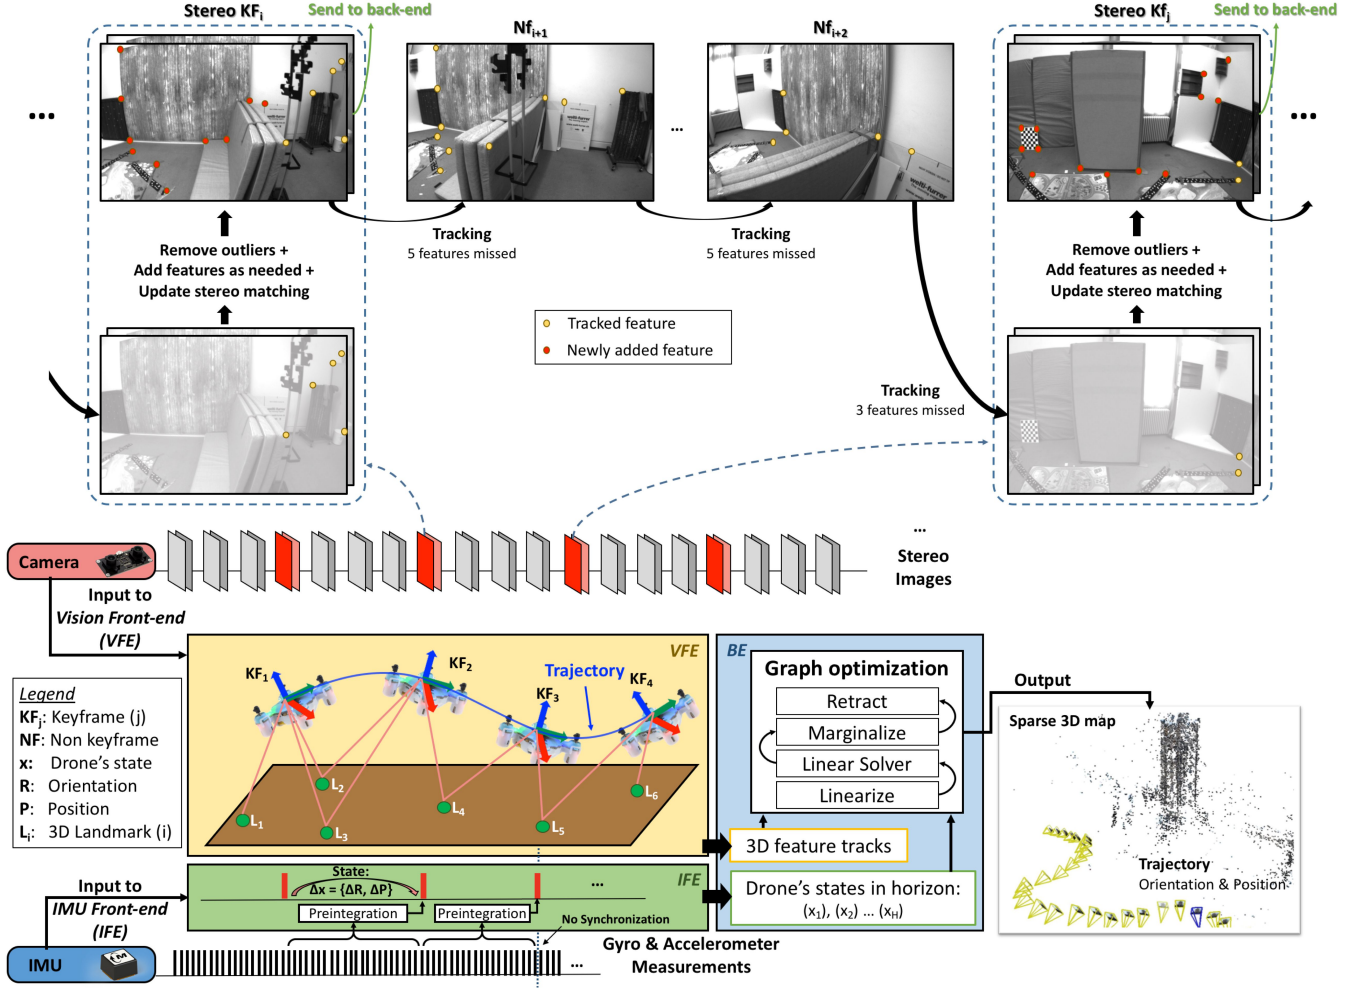 Stereo KFi
Send to back-end
Nfi+1
Nfi+2
Stereo Kfj
Send to back-end
...
...
...
Tracking
5 features missed
Tracking
5 features missed
Remove outliers +
Add features as needed +
Update stereo matching
Remove outliers +
Add features as needed +
Update stereo matching
Tracked feature
Newly added feature
Tracking
3 features missed
Camera
...
Stereo
Images
Input to
Vision Front-end
(VFE)
VFE
KF1
KF2
KF3
KF4
Trajectory
L1
L2
L3
L4
L5
L6
Legend
KFj: Keyframe (j)
NF: Non keyframe
x: Drone's state
R: Orientation
P: Position
Li: 3D Landmark (i)
BE
Graph optimization
Retract
Marginalize
Linear Solver
Linearize
3D feature tracks
Drone's states in horizon:
(x1), (x2) ... (xH)
Output
Sparse 3D map
Trajectory
Orientation & Position
Input to
IMU Front-end
(IFE)
IFE
State:
Δx = {ΔR, ΔP}
...
Preintegration
Preintegration
No Synchronization
IMU
...
Gyro & Accelerometer
Measurements